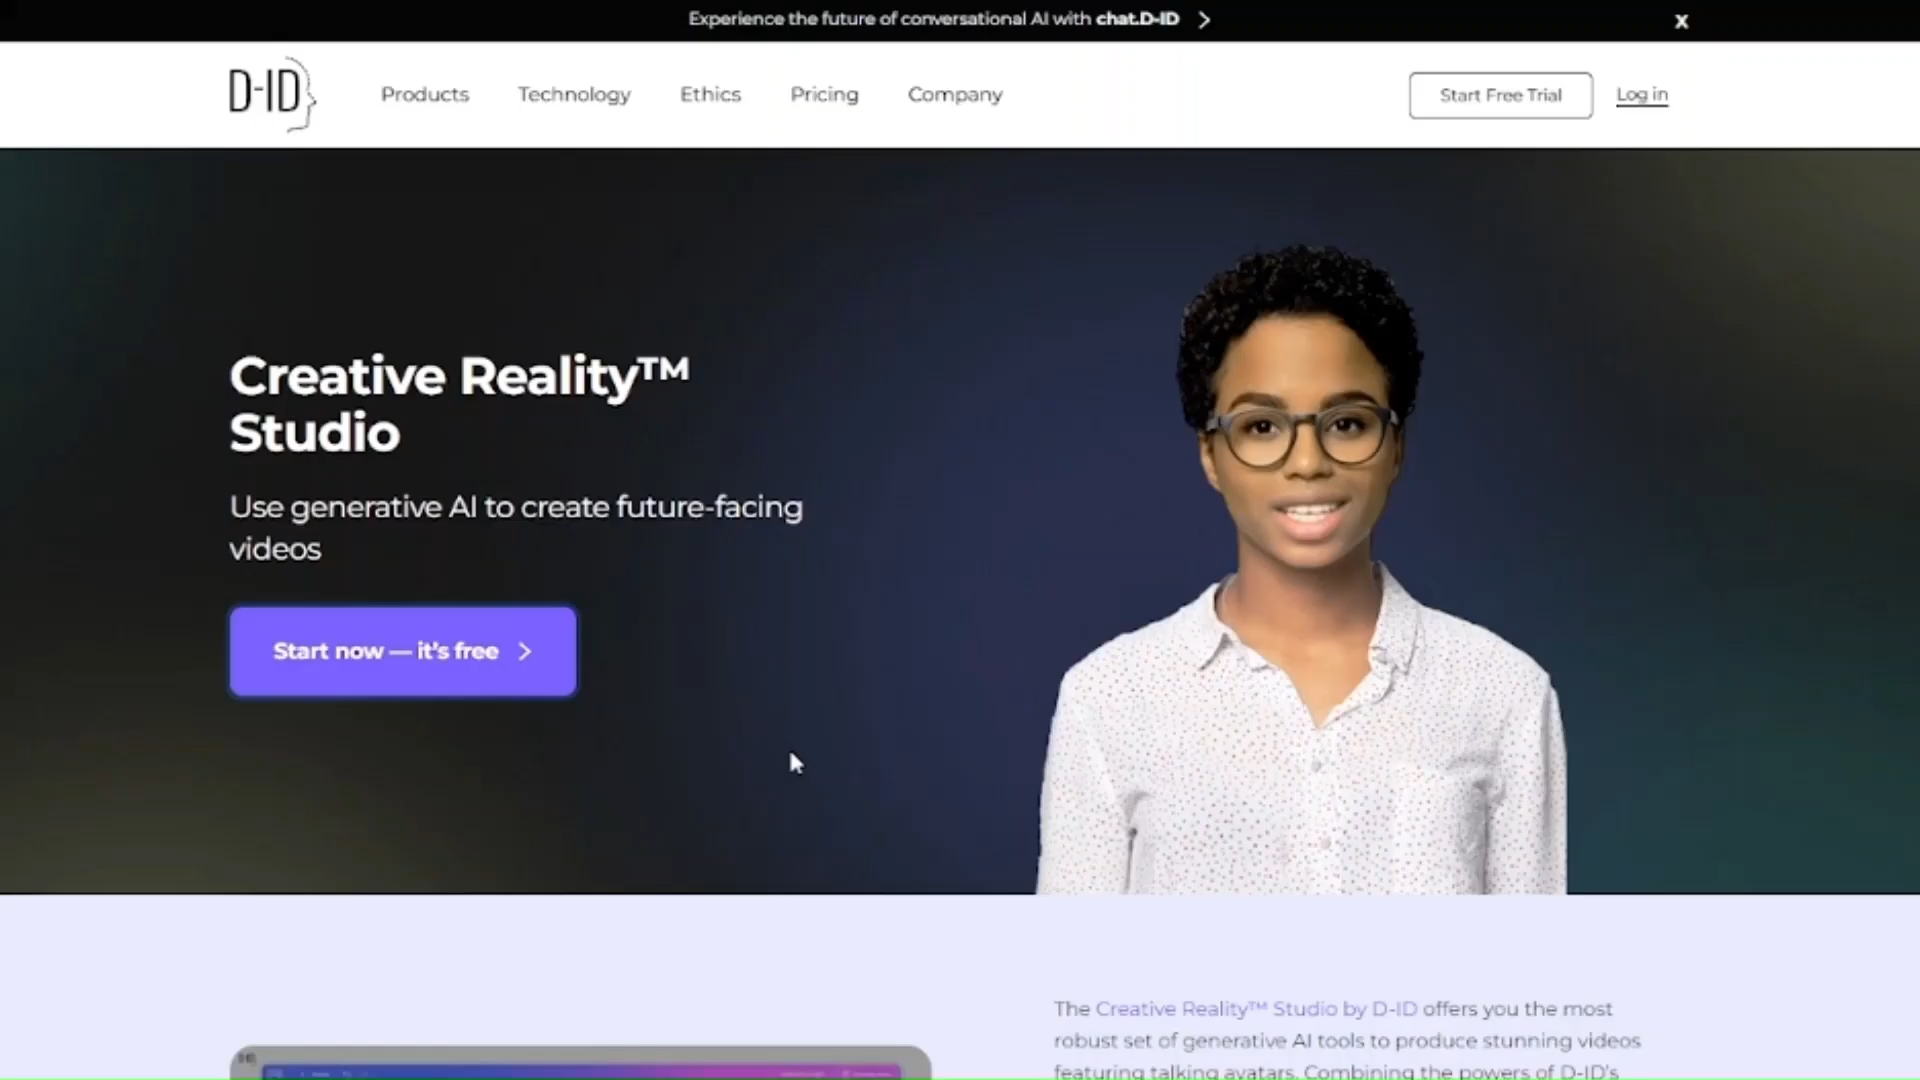 Experience the future of conversational AI with chat.D-ID
X
D-ID
Products
Technology
Ethics
Pricing
Company
Start Free Trial
Log in
Creative Reality™
Studio
Use generative AI to create future-facing
videos
Start now — it's free
The Creative Reality™ Studio by D-ID offers you the most
robust set of generative AI tools to produce stunning videos
featuring talking avatars. Combining the powers of D-ID's